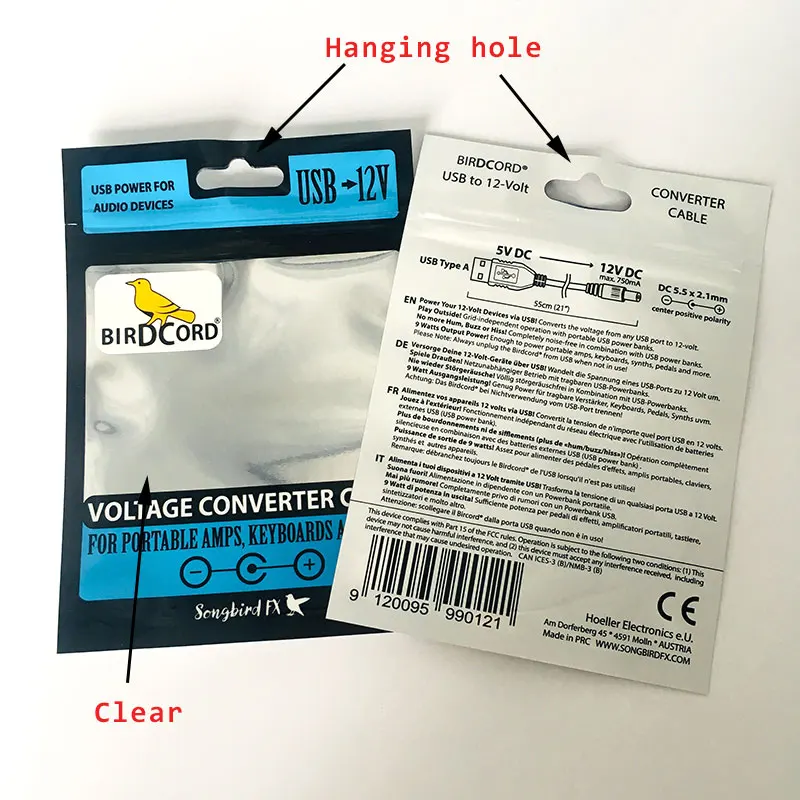 Hanging hole
USB POWER FOR
AUDIO DEVICES
USB → 12V
BIRDCORD®
VOLTAGE CONVERTER C
FOR PORTABLE AMPS, KEYBOARDS A
Songbird FX
Clear
BIRDCORD®
USB to 12-Volt
CONVERTER
CABLE
5V DC → 12V DC
max. 750mA
USB Type A
55cm (21")
DC 5.5 x 2.1mm
center positive polarity
EN Power Your 12-Volt Devices via USB! Converts the voltage from any USB port to 12-volt.
Play Outside! Grid-independent operation with portable USB power banks.
No more Hum, Buzz or Hiss! Completely noise-free in combination with USB power banks.
9 Watts Output Power! Enough to power portable amps, keyboards, synths, pedals and more.
Please Note: Always unplug the Birdcord® from USB when not in use!
DE Versorge Deine 12-Volt-Geräte über USB! Wandelt die Spannung eines USB-Ports zu 12 Volt um.
Spiele Draußen! Netzunabhängiger Betrieb mit tragbaren USB-Powerbanks.
Nie wieder Störgeräusche! Völlig störgeräuschfrei in Kombination mit USB-Powerbanks.
9 Watt Ausgangsleistung! Genug Power für tragbare Verstärker, Keyboards, Pedals, Synths uvm.
Achtung: Das Birdcord® bei Nichtverwendung vom USB-Port trennen!
FR Alimentez vos appareils 12 volts via USB! Convertit la tension de n'importe quel port USB en 12 volts.
Jouez à l'extérieur! Fonctionnement indépendant du réseau électrique avec l'utilisation de batteries
externes USB (USB power bank).
Plus de bourdonnements ni de sifflements (plus de «hum/buzz/hiss»)! Opération complètement
silencieuse en combinaison avec des batteries externes USB (USB power bank) .
Puissance de sortie de 9 watts! Assez pour alimenter des pédales d'effets, amplis portables, claviers,
synthés et autres appareils.
Remarque: débranchez toujours le Birdcord® de l'USB lorsqu'il n'est pas utilisé!
IT Alimenta i tuoi dispositivi a 12 Volt tramite USB! Trasforma la tensione di un qualsiasi porta USB a 12 Volt.
Suona fuori! Alimentazione indipendente con un Powerbank portatile.
Mai più rumore! Completamente privo di rumori con un Powerbank USB.
9 Watt di potenza in uscita! Sufficiente potenza per pedali di effetti, amplificatori portatili, tastiere,
sintetizzatori e molto altro.
Attenzione: scollegare il Bircord® dalla porta USB quando non è in uso!
This device complies with Part 15 of the FCC rules. Operation is subject to the following two conditions: (1) This
device may not cause harmful interference, and (2) this device must accept any interference received, including
interference that may cause undesired operation. CAN ICES-3 (B)/NMB-3 (B)
9 120095 990121
CE
Hoeller Electronics e.U.
Am Dorferberg 45 * 4591 Molln * AUSTRIA
Made in PRC WWW.SONGBIRDFX.COM